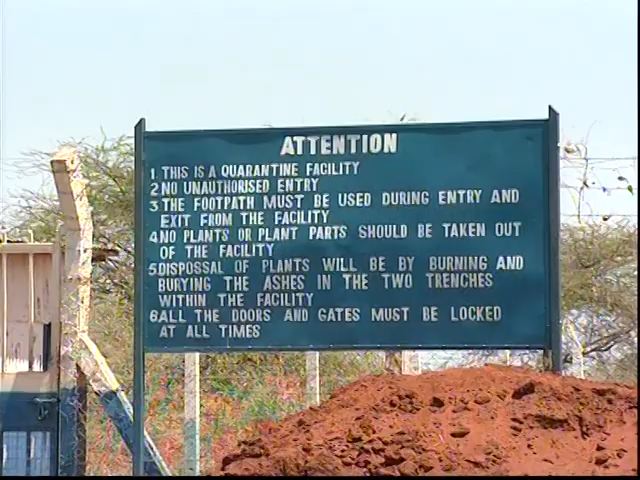 ATTENTION
1. THIS IS A QUARANTINE FACILITY
2 NO UNAUTHORISED ENTRY
3 THE FOOTPATH MUST BE USED DURING ENTRY AND
EXIT FROM THE FACILITY
4 NO PLANTS OR PLANT PARTS SHOULD BE TAKEN OUT
OF THE FACILITY
5 DISPOSSAL OF PLANTS WILL BE BY BURNING AND
BURYING THE ASHES IN THE TWO TRENCHES
WITHIN THE FACILITY
6 ALL THE DOORS AND GATES MUST BE LOCKED
AT ALL TIMES